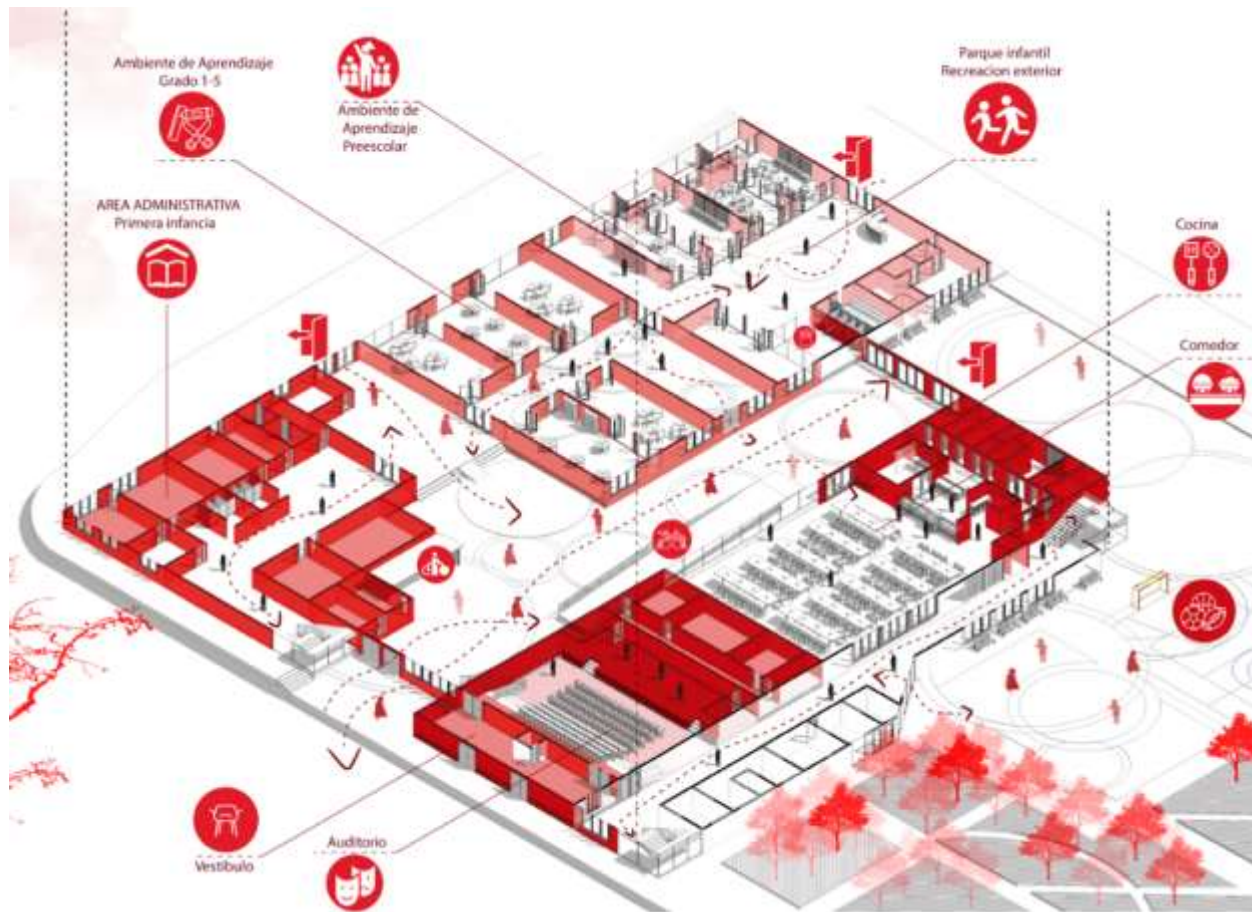 Ambiente de Aprendizaje
Grado 1-5
Ambiente de
Aprendizaje
Preescolar
Parque infantil
Recreacion exterior
AREA ADMINISTRATIVA
Primera infancia
Cocina
Comedor
Vestibulo
Auditorio